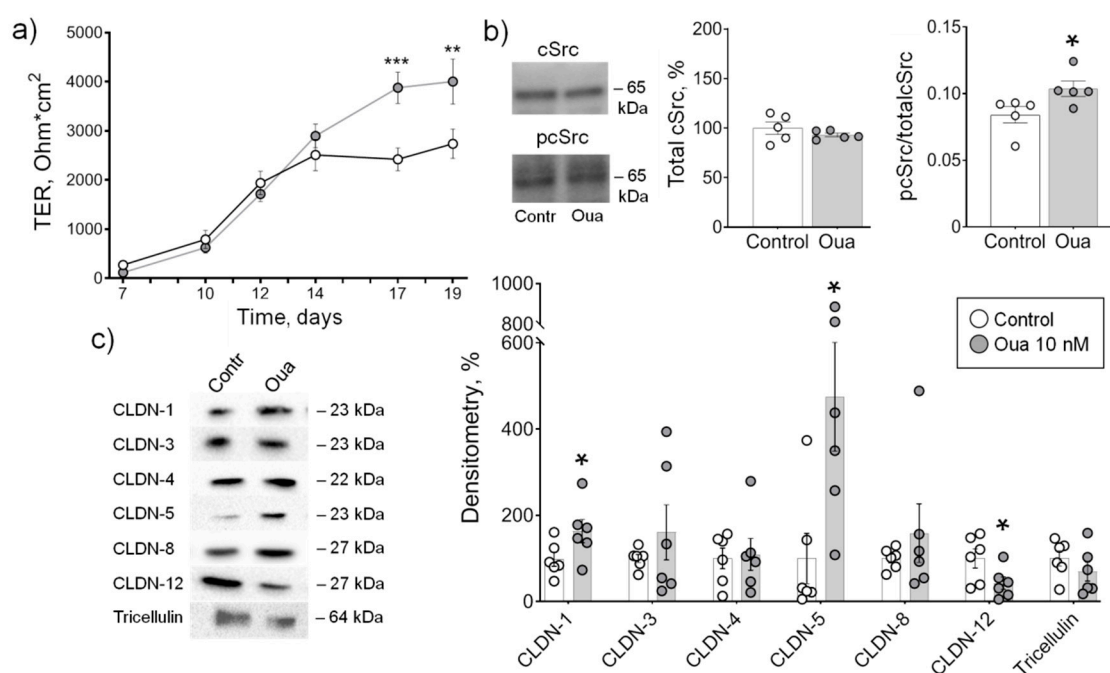 a)
TER, Ohm*cm2
5000
4000
3000
2000
1000
0
7 10 12 14 17 19
Time, days
*** **
b)
cSrc
– 65
kDa
pcSrc
– 65
kDa
Contr Oua
Total cSrc, %
200
150
100
50
0
Control Oua
pcSrc/totalcSrc
0.15
0.10
0.05
0
*
Control Oua
c)
Contr Oua
CLDN-1 – 23 kDa
CLDN-3 – 23 kDa
CLDN-4 – 22 kDa
CLDN-5 – 23 kDa
CLDN-8 – 27 kDa
CLDN-12 – 27 kDa
Tricellulin – 64 kDa
Densitometry, %
1000
800
600
400
200
0
* * *
Control
Oua 10 nM
CLDN-1 CLDN-3 CLDN-4 CLDN-5 CLDN-8 CLDN-12 Tricellulin